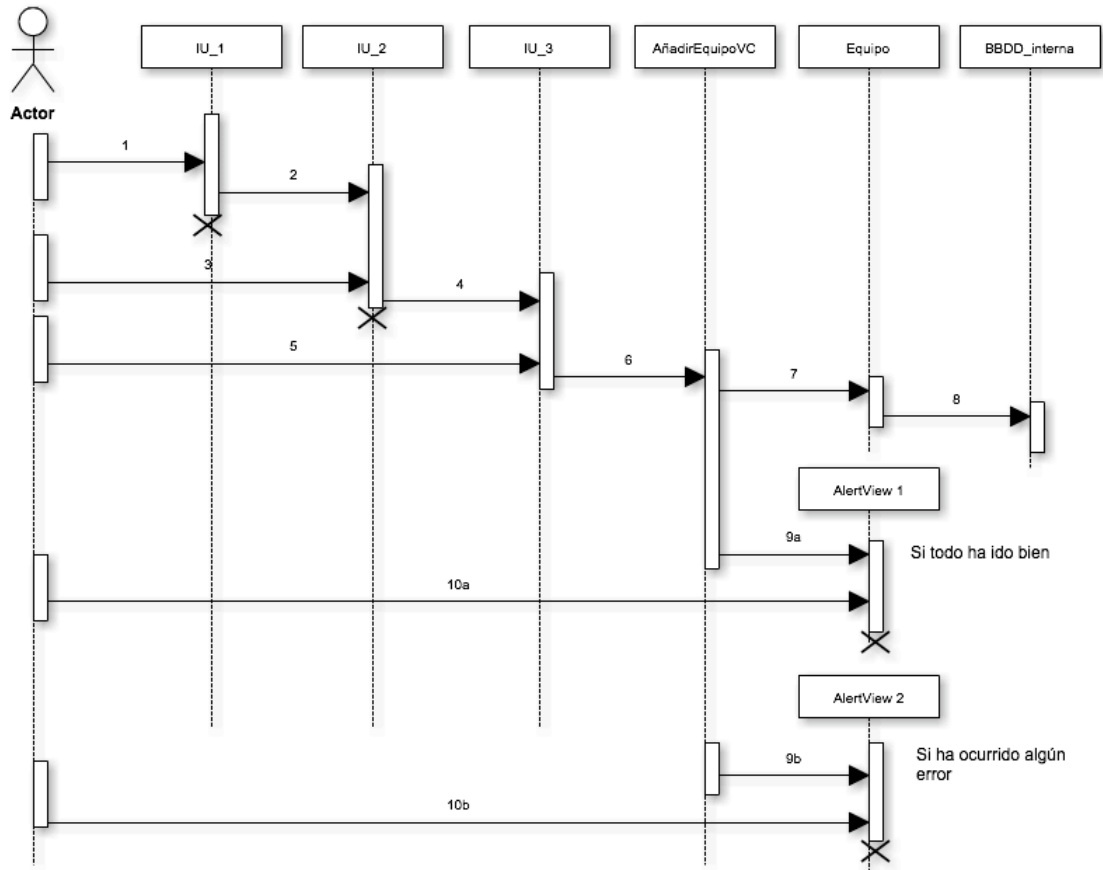 IU_1
IU_2
IU_3
AñadirEquipoVC
Equipo
BBDD_interna
Actor
1
2
3
4
5
6
7
8
AlertView 1
9a
Si todo ha ido bien
10a
AlertView 2
9b
Si ha ocurrido algún
error
10b